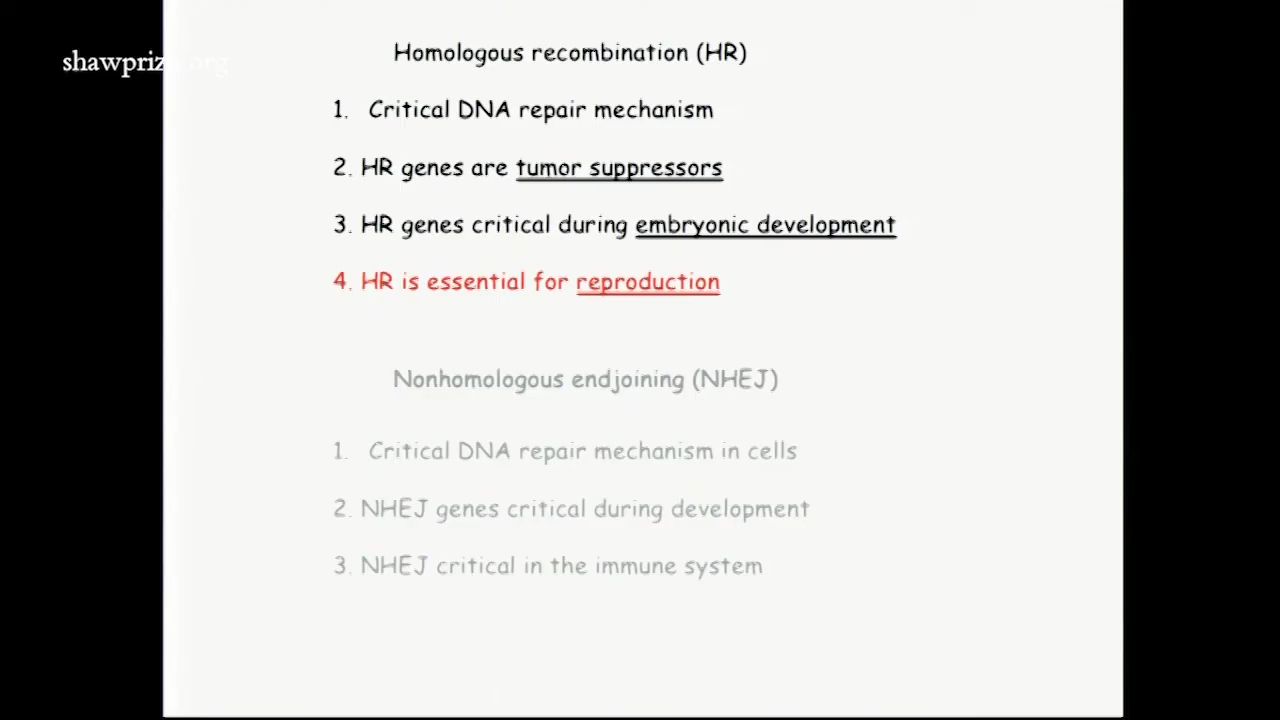 shawprize.org
Homologous recombination (HR)
1. Critical DNA repair mechanism
2. HR genes are tumor suppressors
3. HR genes critical during embryonic development
4. HR is essential for reproduction
Nonhomologous endjoining (NHEJ)
1. Critical DNA repair mechanism in cells
2. NHEJ genes critical during development
3. NHEJ critical in the immune system